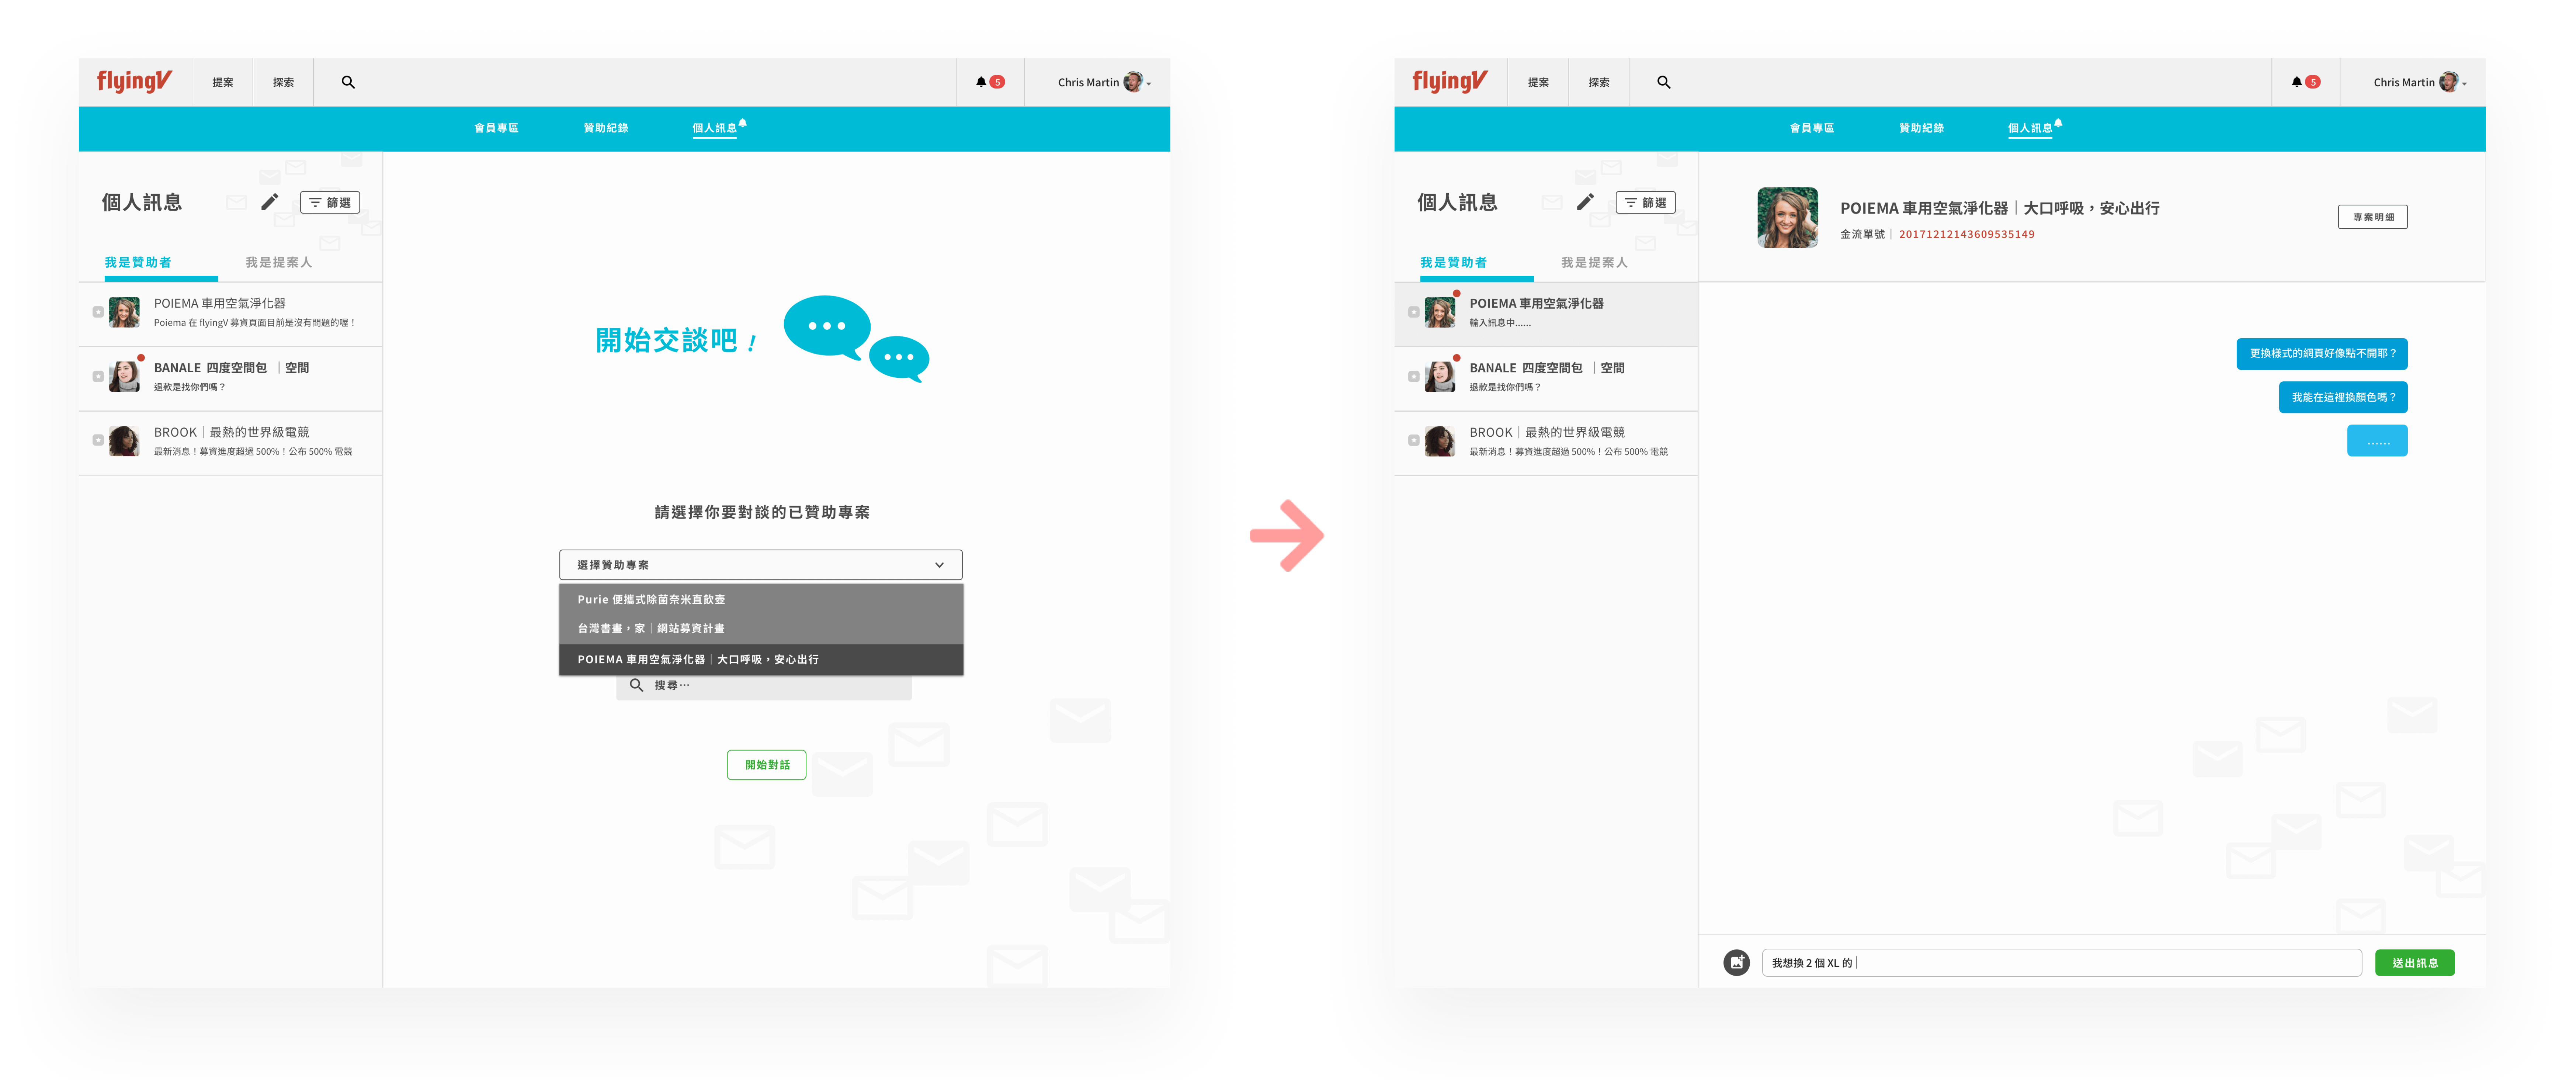 flyingV
提案
探索
5
Chris Martin
會員專區
贊助紀錄
個人訊息
個人訊息
篩選
我是贊助者
我是提案人
POIEMA 車用空氣淨化器
Poiema 在 flyingV 募資頁面目前是沒有問題的喔！
BANALE 四度空間包 ｜空間
退款是找你們嗎？
BROOK｜最熱的世界級電競
最新消息！募資進度超過 500%！公布 500% 電競
開始交談吧！
請選擇你要對談的已贊助專案
選擇贊助專案
Purie 便攜式除菌奈米直飲壺
台灣書畫，家｜網站募資計畫
POIEMA 車用空氣淨化器｜大口呼吸，安心出行
搜尋…
開始對話
flyingV
提案
探索
5
Chris Martin
會員專區
贊助紀錄
個人訊息
個人訊息
篩選
我是贊助者
我是提案人
POIEMA 車用空氣淨化器
輸入訊息中......
BANALE 四度空間包 ｜空間
退款是找你們嗎？
BROOK｜最熱的世界級電競
最新消息！募資進度超過 500%！公布 500% 電競
POIEMA 車用空氣淨化器｜大口呼吸，安心出行
金流單號｜ 20171212143609535149
專案明細
更換樣式的網頁好像點不開耶？
我能在這裡換顏色嗎？
......
我想換 2 個 XL 的
送出訊息